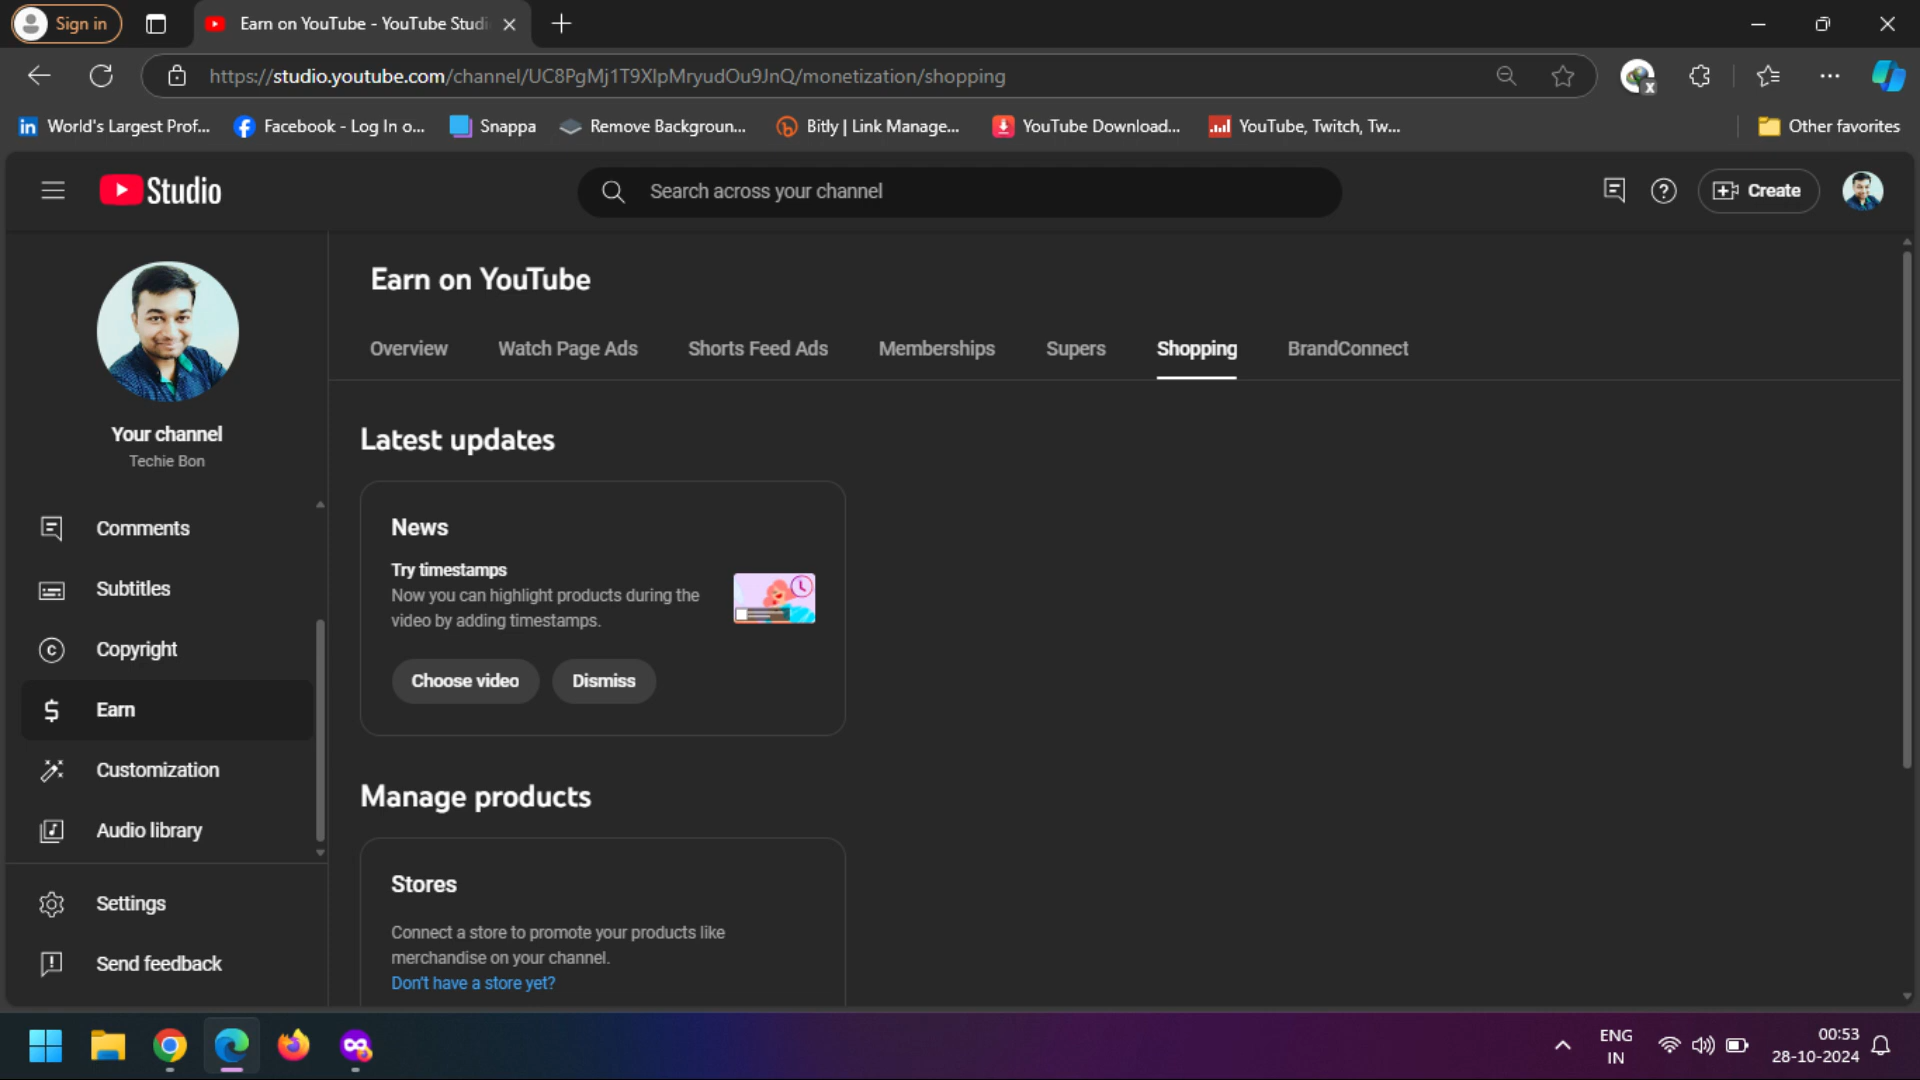 Sign in
Earn on YouTube - YouTube Studi
https://studio.youtube.com/channel/UC8PgMj1T9XlpMryudOu9JnQ/monetization/shopping
World's Largest Prof...
Facebook - Log In o...
Snappa
Remove Backgroun...
Bitly | Link Manage...
YouTube Download...
YouTube, Twitch, Tw...
Other favorites
Studio
Search across your channel
Create
Your channel
Techie Bon
Comments
Subtitles
Copyright
Earn
Customization
Audio library
Settings
Send feedback
Earn on YouTube
Overview
Watch Page Ads
Shorts Feed Ads
Memberships
Supers
Shopping
BrandConnect
Latest updates
News
Try timestamps
Now you can highlight products during the
video by adding timestamps.
Choose video
Dismiss
Manage products
Stores
Connect a store to promote your products like
merchandise on your channel.
Don't have a store yet?
ENG
IN
00:53
28-10-2024